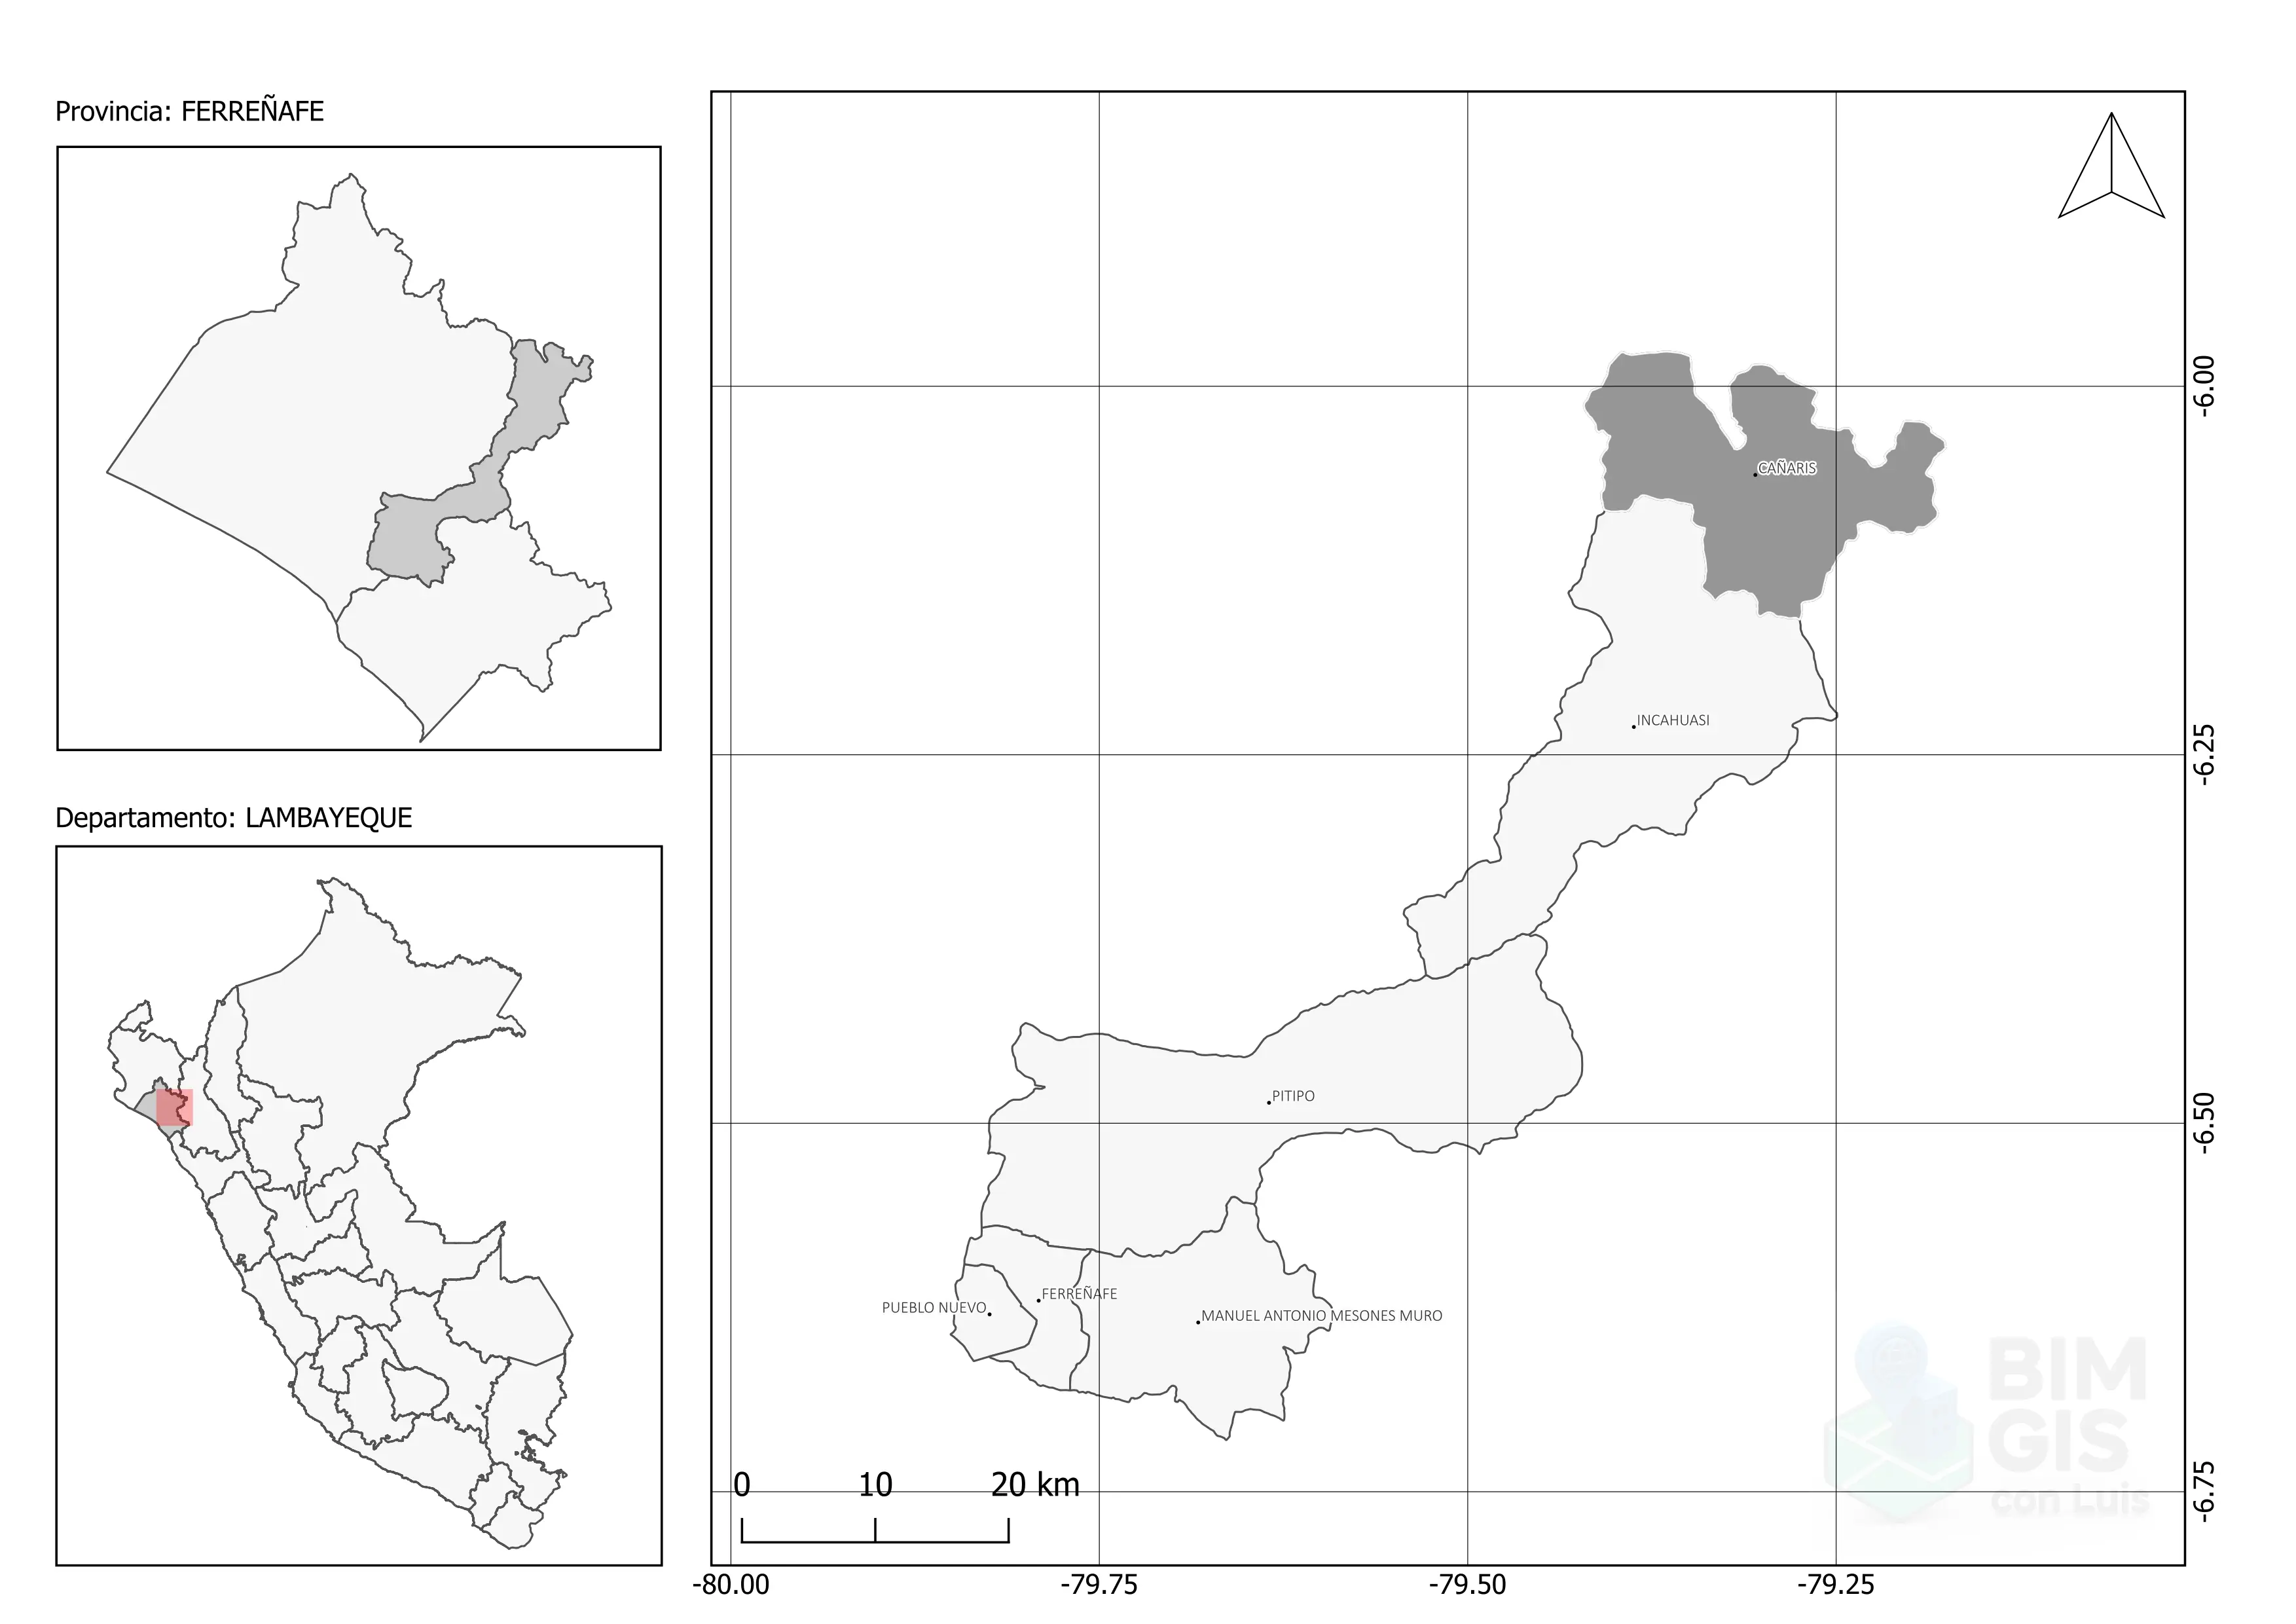 Provincia: FERREÑAFE
Departamento: LAMBAYEQUE
CAÑARIS
INCAHUASI
PITIPO
FERREÑAFE
PUEBLO NUEVO
MANUEL ANTONIO MESONES MURO
-6.00
-6.25
-6.50
-6.75
0 10 20 km
-80.00 -79.75 -79.50 -79.25
BIM
GIS
con Luis